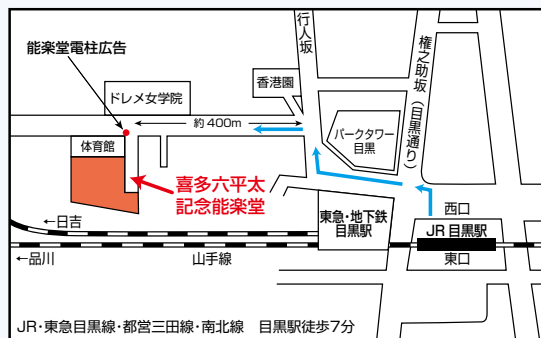 能楽堂電柱広告
行人坂
権之助坂(目黒通り)
ドレメ女学院
香港園
約400m
パークタワー
目黒
体育館
喜多六平太
記念能楽堂
←日吉
東急・地下鉄
目黒駅
西口
JR 目黒駅
←品川
山手線
東口
JR・東急目黒線・都営三田線・南北線 目黒駅徒歩7分